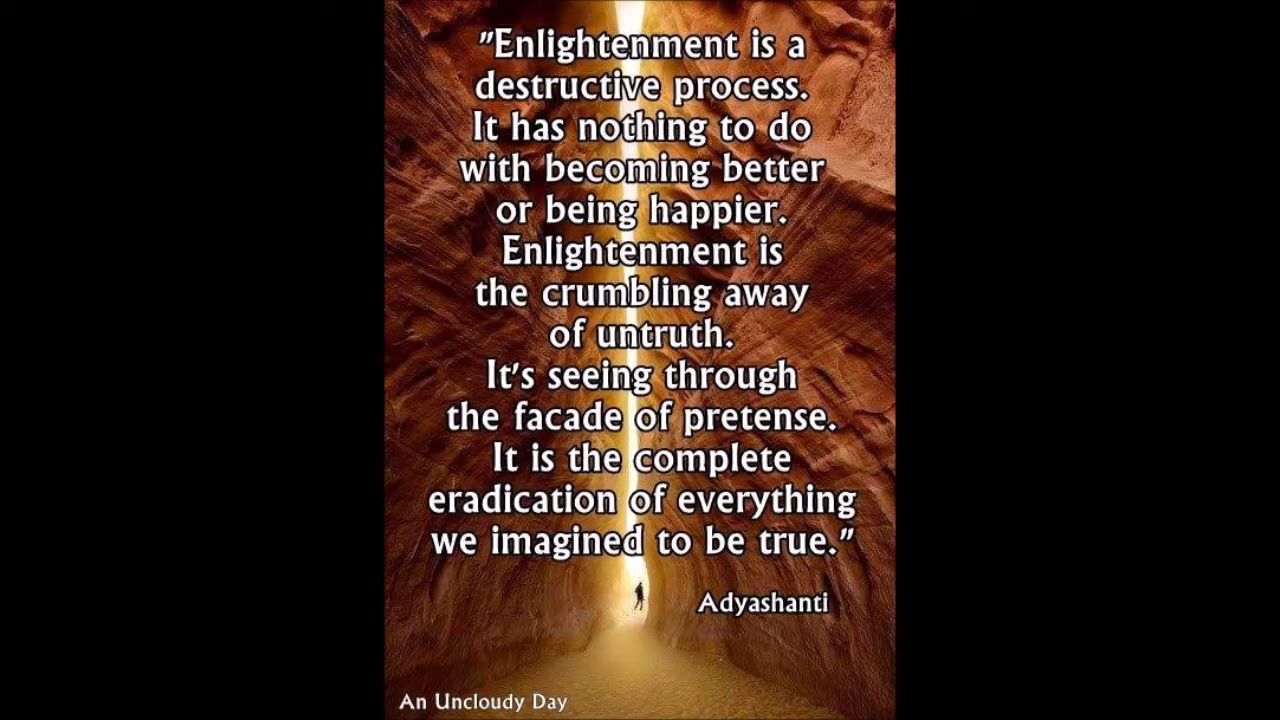 "Enlightenment is a
destructive process.
It has nothing to do
with becoming better
or being happier.
Enlightenment is
the crumbling away
of untruth.
It's seeing through
the facade of pretense.
It is the complete
eradication of everything
we imagined to be true."
Adyashanti
An Uncloudy Day